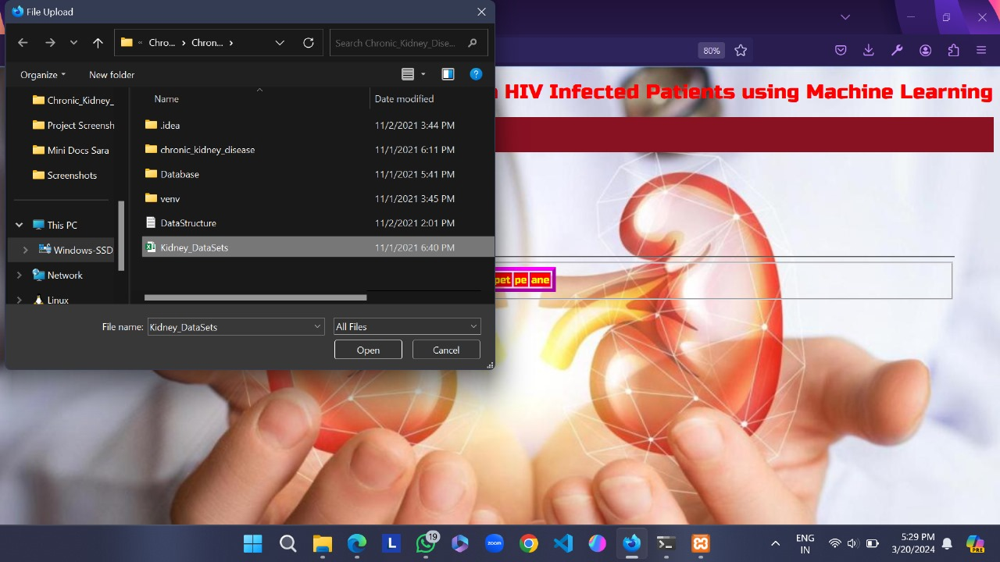 File Upload
Chro... Chron...
Search Chronic_Kidney_Dise...
80%
Organize New folder
HIV Infected Patients using Machine Learning
Name Date modified
Chronic_Kidney_
Project Screensh
Mini Docs Sara
Screenshots
This PC
Windows-SSD
Network
Linux
.idea 11/2/2021 3:44 PM
chronic_kidney_disease 11/1/2021 6:11 PM
Database 11/1/2021 5:41 PM
venv 11/1/2021 3:45 PM
DataStructure 11/2/2021 2:01 PM
Kidney_DataSets 11/1/2021 6:40 PM
pet pe ane
File name: Kidney_DataSets All Files
Open Cancel
L
19
zoom
ENG
IN
5:29 PM
3/20/2024
PRE